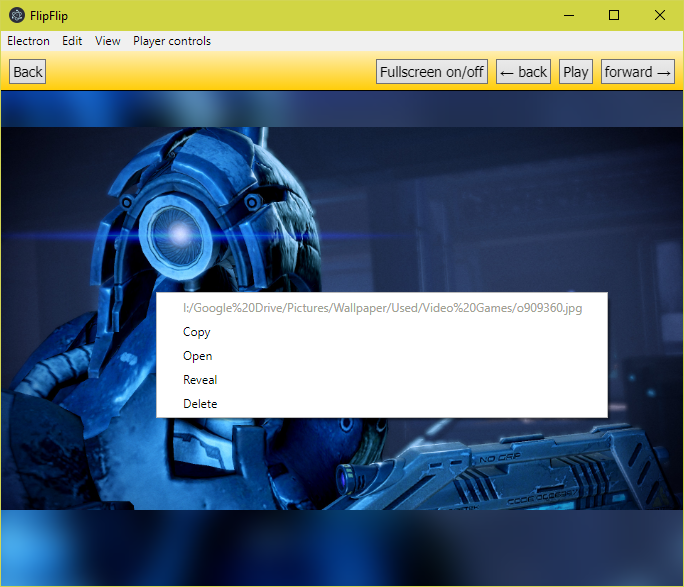 FlipFlip
Electron Edit View Player controls
Back Fullscreen on/off ← back Play forward →
I:/Google%20Drive/Pictures/Wallpaper/Used/Video%20Games/o909360.jpg
Copy
Open
Reveal
Delete
NO GRP